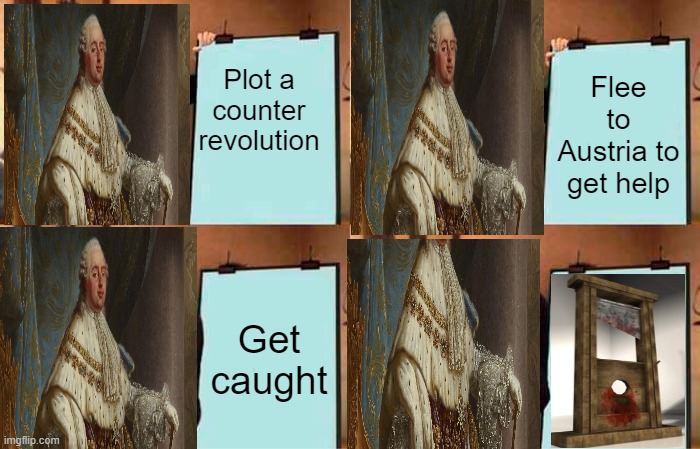 Plot a
counter
revolution
Flee
to
Austria to
get help
Get
caught
imgflip.com